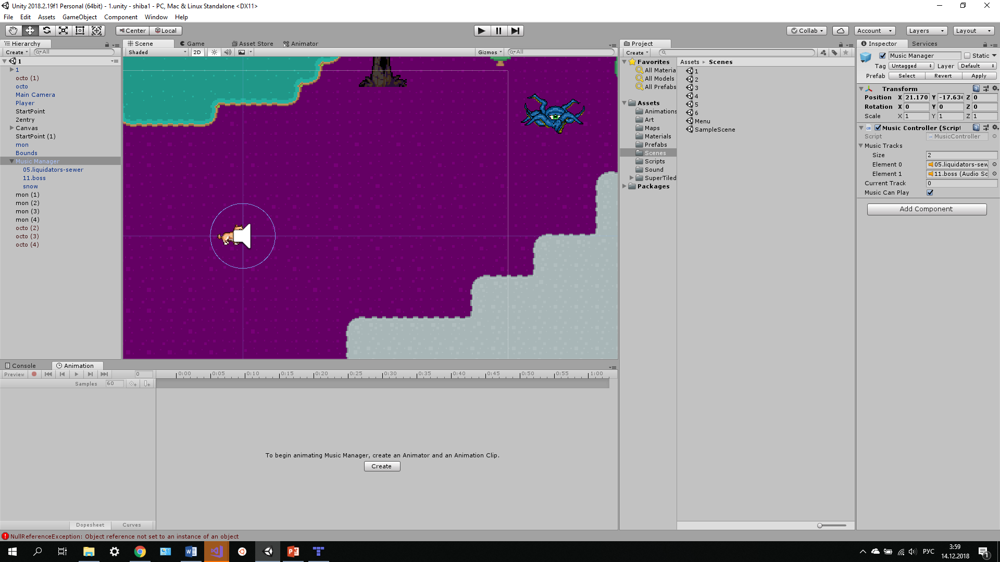 Unity 2018.2.19f1 Personal (64bit) - 1.unity - shiba1 - PC, Mac & Linux Standalone <DX11>
File Edit Assets GameObject Component Window Help
Center Local Collab Account Layers Layout
Hierarchy
Create All
1
1
octo (1)
octo
Main Camera
Player
StartPoint
2entry
Canvas
StartPoint (1)
mon
Bounds
Music Manager
05.liquidators-sewer
11.boss
snow
mon (1)
mon (2)
mon (3)
mon (4)
octo (2)
octo (3)
octo (4)
Scene Game Asset Store Animator
Shaded 2D Gizmos All
Project
Create
Favorites
All Materia
All Models
All Prefabs
Assets
Animations
Art
Maps
Materials
Prefabs
Scenes
Scripts
Sound
SuperTiled
Packages
Assets Scenes
1
2
3
4
5
6
Menu
SampleScene
Inspector Services
Music Manager Static
Tag Untagged Layer Default
Prefab Select Revert Apply
Transform
Position X 21.170 Y -17.63 Z 0
Rotation X 0 Y 0 Z 0
Scale X 1 Y 1 Z 1
Music Controller (Script
Script MusicController
Music Tracks
Size 2
Element 0 05.liquidators-sew
Element 1 11.boss (Audio Sc
Current Track 0
Music Can Play
Add Component
Console Animation
Preview 0 0:00 0:05 0:10 0:15 0:20 0:25 0:30 0:35 0:40 0:45 0:50 0:55 1:00
Samples 60
To begin animating Music Manager, create an Animator and an Animation Clip.
Create
Dopesheet Curves
NullReferenceException: Object reference not set to an instance of an object
РУС
3:59
14.12.2018
1